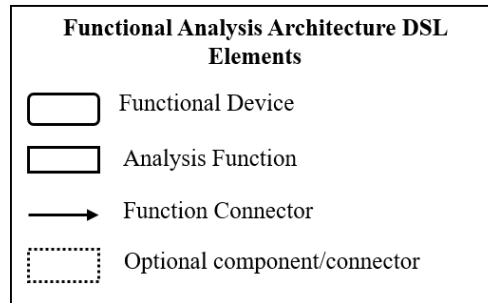 Functional Analysis Architecture DSL
Elements
Functional Device
Analysis Function
Function Connector
Optional component/connector